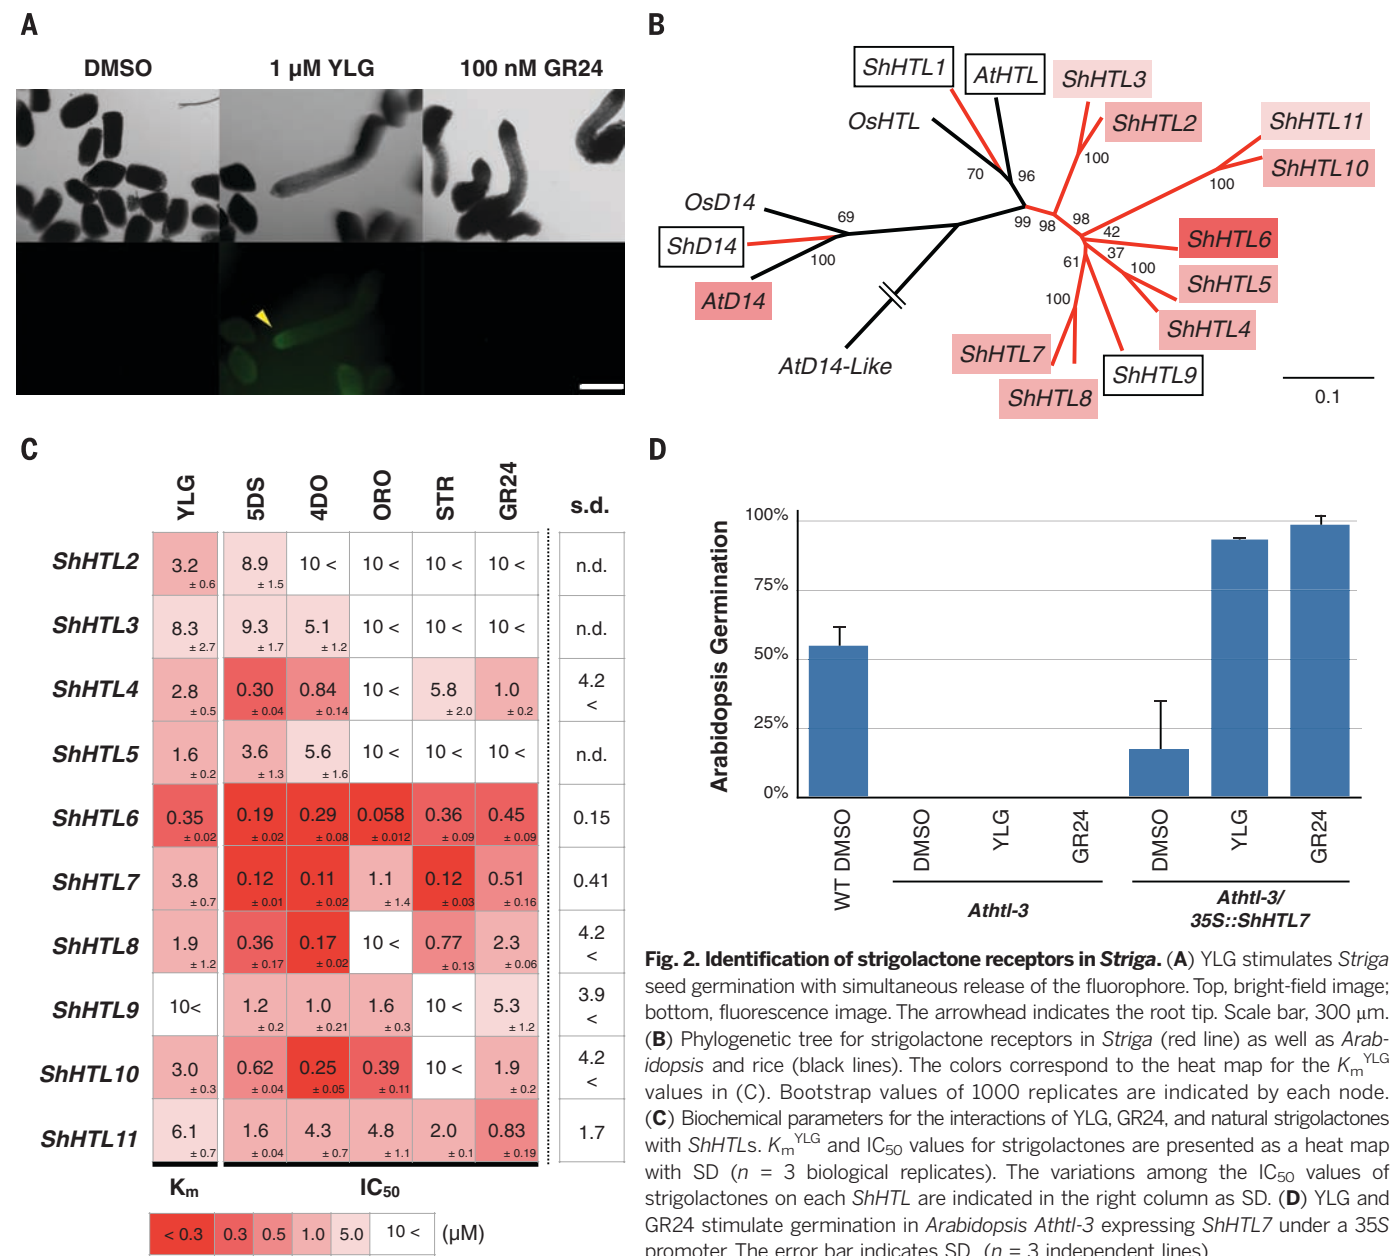 A
DMSO
1 µM YLG
100 nM GR24
B
ShHTL1
AtHTL
ShHTL3
OsHTL
ShHTL2
ShHTL11
ShHTL10
100
70
96
100
OsD14
69
99
98
98
42
ShHTL6
ShD14
37
61
100
ShHTL5
100
AtD14
100
ShHTL4
ShHTL7
ShHTL9
AtD14-Like
ShHTL8
0.1
C
YLG 5DS 4DO ORO STR GR24 s.d.
ShHTL2 3.2 ± 0.6 8.9 ± 1.5 10 < 10 < 10 < 10 < n.d.
ShHTL3 8.3 ± 2.7 9.3 ± 1.7 5.1 ± 1.2 10 < 10 < 10 < n.d.
ShHTL4 2.8 ± 0.5 0.30 ± 0.04 0.84 ± 0.14 10 < 5.8 ± 2.0 1.0 ± 0.2 4.2 <
ShHTL5 1.6 ± 0.2 3.6 ± 1.3 5.6 ± 1.6 10 < 10 < 10 < n.d.
ShHTL6 0.35 ± 0.02 0.19 ± 0.02 0.29 ± 0.08 0.058 ± 0.012 0.36 ± 0.09 0.45 ± 0.09 0.15
ShHTL7 3.8 ± 0.7 0.12 ± 0.01 0.11 ± 0.02 1.1 ± 1.4 0.12 ± 0.03 0.51 ± 0.16 0.41
ShHTL8 1.9 ± 1.2 0.36 ± 0.17 0.17 ± 0.02 10 < 0.77 ± 0.13 2.3 ± 0.06 4.2 <
ShHTL9 10< 1.2 ± 0.2 1.0 ± 0.21 1.6 ± 0.3 10 < 5.3 ± 1.2 3.9 <
ShHTL10 3.0 ± 0.3 0.62 ± 0.04 0.25 ± 0.05 0.39 ± 0.11 10 < 1.9 ± 0.2 4.2 <
ShHTL11 6.1 ± 0.7 1.6 ± 0.04 4.3 ± 0.7 4.8 ± 1.1 2.0 ± 0.1 0.83 ± 0.19 1.7
Km IC50
< 0.3 0.3 0.5 1.0 5.0 10 < (µM)
D
Arabidopsis Germination
100%
75%
50%
25%
0%
WT DMSO
DMSO
YLG
GR24
DMSO
YLG
GR24
Athtl-3
Athtl-3/
35S::ShHTL7
Fig. 2. Identification of strigolactone receptors in Striga. (A) YLG stimulates Striga
seed germination with simultaneous release of the fluorophore. Top, bright-field image;
bottom, fluorescence image. The arrowhead indicates the root tip. Scale bar, 300 µm.
(B) Phylogenetic tree for strigolactone receptors in Striga (red line) as well as Arab-
idopsis and rice (black lines). The colors correspond to the heat map for the KmYLG
values in (C). Bootstrap values of 1000 replicates are indicated by each node.
(C) Biochemical parameters for the interactions of YLG, GR24, and natural strigolactones
with ShHTLs. KmYLG and IC50 values for strigolactones are presented as a heat map
with SD (n = 3 biological replicates). The variations among the IC50 values of
strigolactones on each ShHTL are indicated in the right column as SD. (D) YLG and
GR24 stimulate germination in Arabidopsis Athtl-3 expressing ShHTL7 under a 35S
promoter. The error bar indicates SD. (n = 3 independent lines).